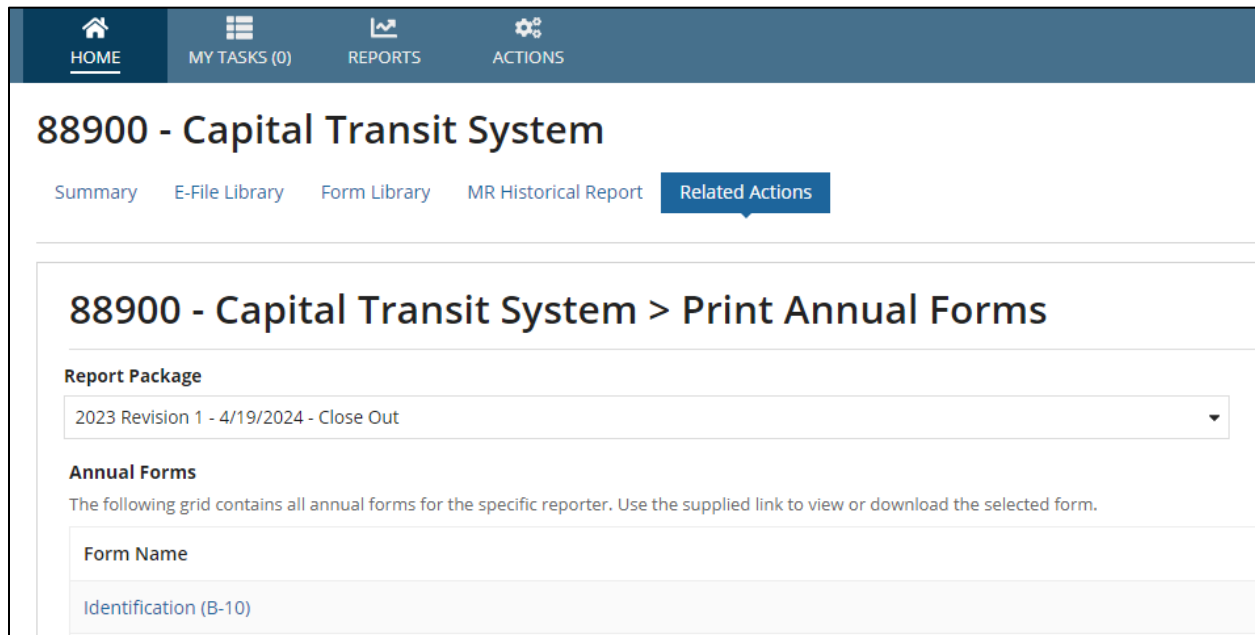 HOME MY TASKS (0) REPORTS ACTIONS
88900 - Capital Transit System
Summary E-File Library Form Library MR Historical Report Related Actions
88900 - Capital Transit System > Print Annual Forms
Report Package
2023 Revision 1 - 4/19/2024 - Close Out
Annual Forms
The following grid contains all annual forms for the specific reporter. Use the supplied link to view or download the selected form.
Form Name
Identification (B-10)